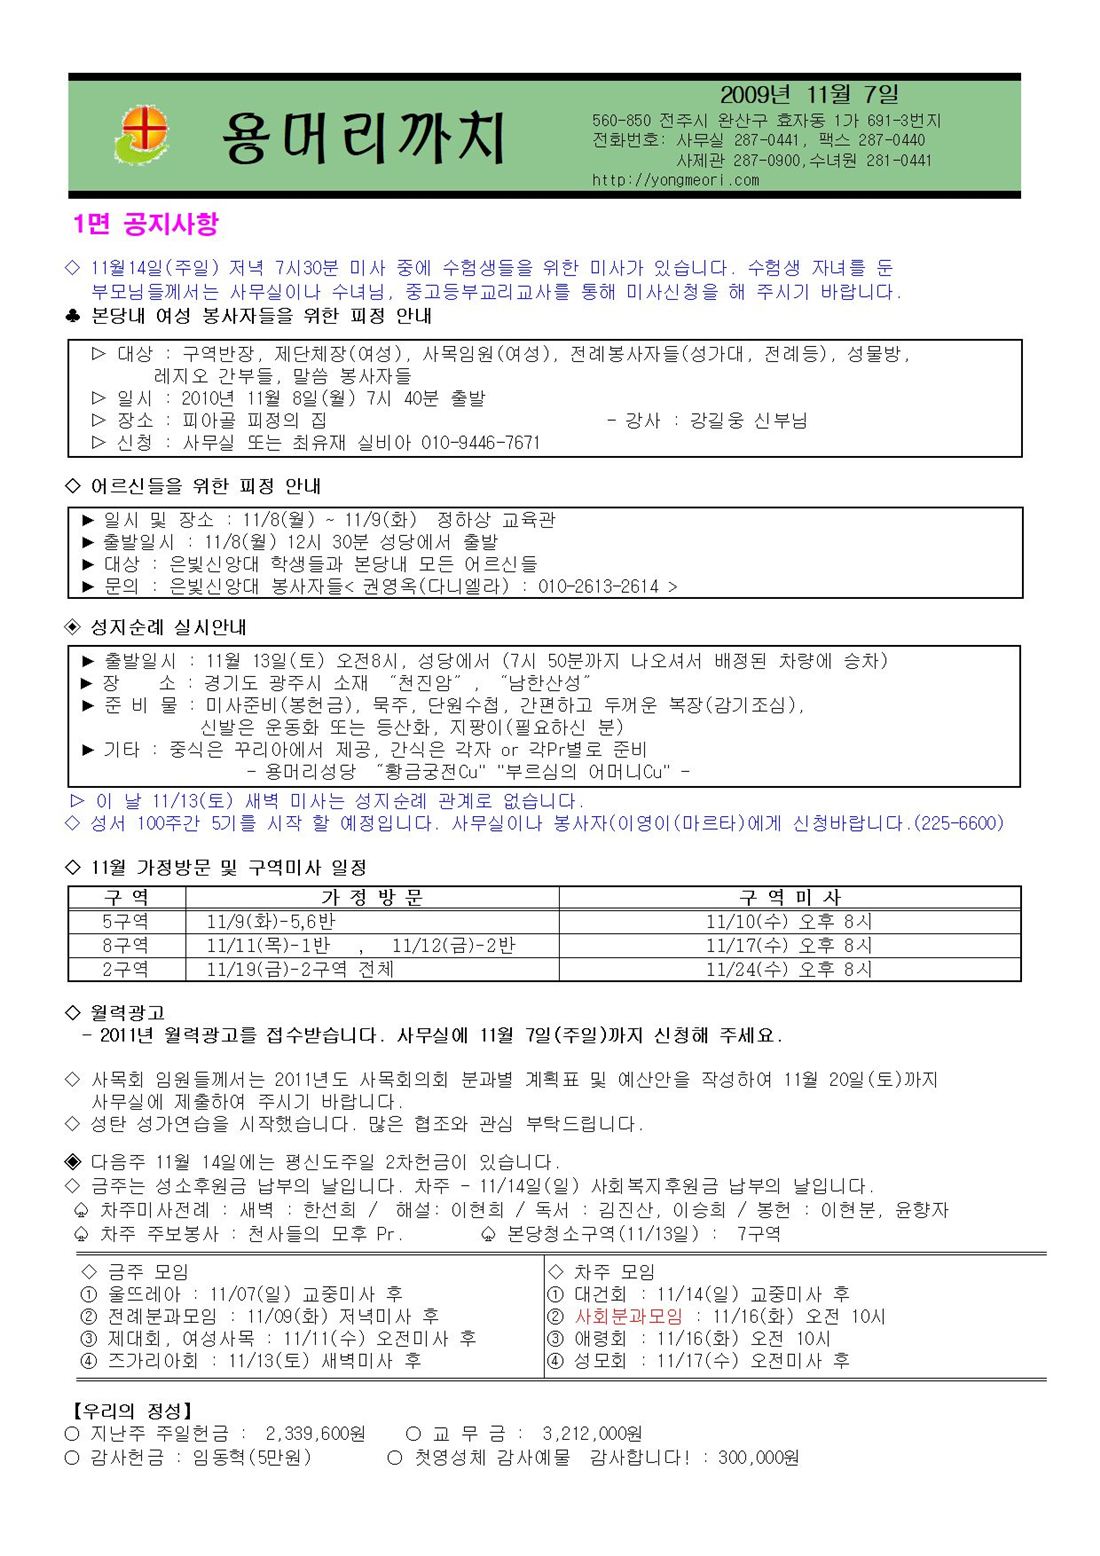 2009년 11월 7일
용머리까치
560-850 전주시 완산구 효자동 1가 691-3번지
전화번호: 사무실 287-0441, 팩스 287-0440
사제관 287-0900,수녀원 281-0441
http://yongmeori.com
1면 공지사항
◇ 11월14일(주일) 저녁 7시30분 미사 중에 수험생들을 위한 미사가 있습니다. 수험생 자녀를 둔
부모님들께서는 사무실이나 수녀님, 중고등부교리교사를 통해 미사신청을 해 주시기 바랍니다.
♣ 본당내 여성 봉사자들을 위한 피정 안내
▷ 대상 : 구역반장, 제단체장(여성), 사목임원(여성), 전례봉사자들(성가대, 전례등), 성물방,
레지오 간부들, 말씀 봉사자들
▷ 일시 : 2010년 11월 8일(월) 7시 40분 출발
▷ 장소 : 피아골 피정의 집 - 강사 : 강길웅 신부님
▷ 신청 : 사무실 또는 최유재 실비아 010-9446-7671
◇ 어르신들을 위한 피정 안내
▶ 일시 및 장소 : 11/8(월) ~ 11/9(화) 정하상 교육관
▶ 출발일시 : 11/8(월) 12시 30분 성당에서 출발
▶ 대상 : 은빛신앙대 학생들과 본당내 모든 어르신들
▶ 문의 : 은빛신앙대 봉사자들< 권영옥(다니엘라) : 010-2613-2614 >
◈ 성지순례 실시안내
▶ 출발일시 : 11월 13일(토) 오전8시, 성당에서 (7시 50분까지 나오셔서 배정된 차량에 승차)
▶ 장 소 : 경기도 광주시 소재 “천진암”, “남한산성”
▶ 준 비 물 : 미사준비(봉헌금), 묵주, 단원수첩, 간편하고 두꺼운 복장(감기조심),
신발은 운동화 또는 등산화, 지팡이(필요하신 분)
▶ 기타 : 중식은 꾸리아에서 제공, 간식은 각자 or 각Pr별로 준비
- 용머리성당 “황금궁전Cu" "부르심의 어머니Cu" -
▷ 이 날 11/13(토) 새벽 미사는 성지순례 관계로 없습니다.
◇ 성서 100주간 5기를 시작 할 예정입니다. 사무실이나 봉사자(이영이(마르타)에게 신청바랍니다.(225-6600)
◇ 11월 가정방문 및 구역미사 일정
구 역 가 정 방 문 구 역 미 사
5구역 11/9(화)-5,6반 11/10(수) 오후 8시
8구역 11/11(목)-1반 , 11/12(금)-2반 11/17(수) 오후 8시
2구역 11/19(금)-2구역 전체 11/24(수) 오후 8시
◇ 월력광고
- 2011년 월력광고를 접수받습니다. 사무실에 11월 7일(주일)까지 신청해 주세요.
◇ 사목회 임원들께서는 2011년도 사목회의회 분과별 계획표 및 예산안을 작성하여 11월 20일(토)까지
사무실에 제출하여 주시기 바랍니다.
◇ 성탄 성가연습을 시작했습니다. 많은 협조와 관심 부탁드립니다.
◈ 다음주 11월 14일에는 평신도주일 2차헌금이 있습니다.
◇ 금주는 성소후원금 납부의 날입니다. 차주 - 11/14일(일) 사회복지후원금 납부의 날입니다.
♤ 차주미사전례 : 새벽 : 한선희 / 해설: 이현희 / 독서 : 김진산, 이승희 / 봉헌 : 이현분, 윤향자
♤ 차주 주보봉사 : 천사들의 모후 Pr. ♤ 본당청소구역(11/13일) : 7구역
◇ 금주 모임
① 울뜨레아 : 11/07(일) 교중미사 후
② 전례분과모임 : 11/09(화) 저녁미사 후
③ 제대회, 여성사목 : 11/11(수) 오전미사 후
④ 즈가리아회 : 11/13(토) 새벽미사 후
◇ 차주 모임
① 대건회 : 11/14(일) 교중미사 후
② 사회분과모임 : 11/16(화) 오전 10시
③ 애령회 : 11/16(화) 오전 10시
④ 성모회 : 11/17(수) 오전미사 후
【우리의 정성】
○ 지난주 주일헌금 : 2,339,600원 ○ 교 무 금 : 3,212,000원
○ 감사헌금 : 임동혁(5만원) ○ 첫영성체 감사예물 감사합니다! : 300,000원